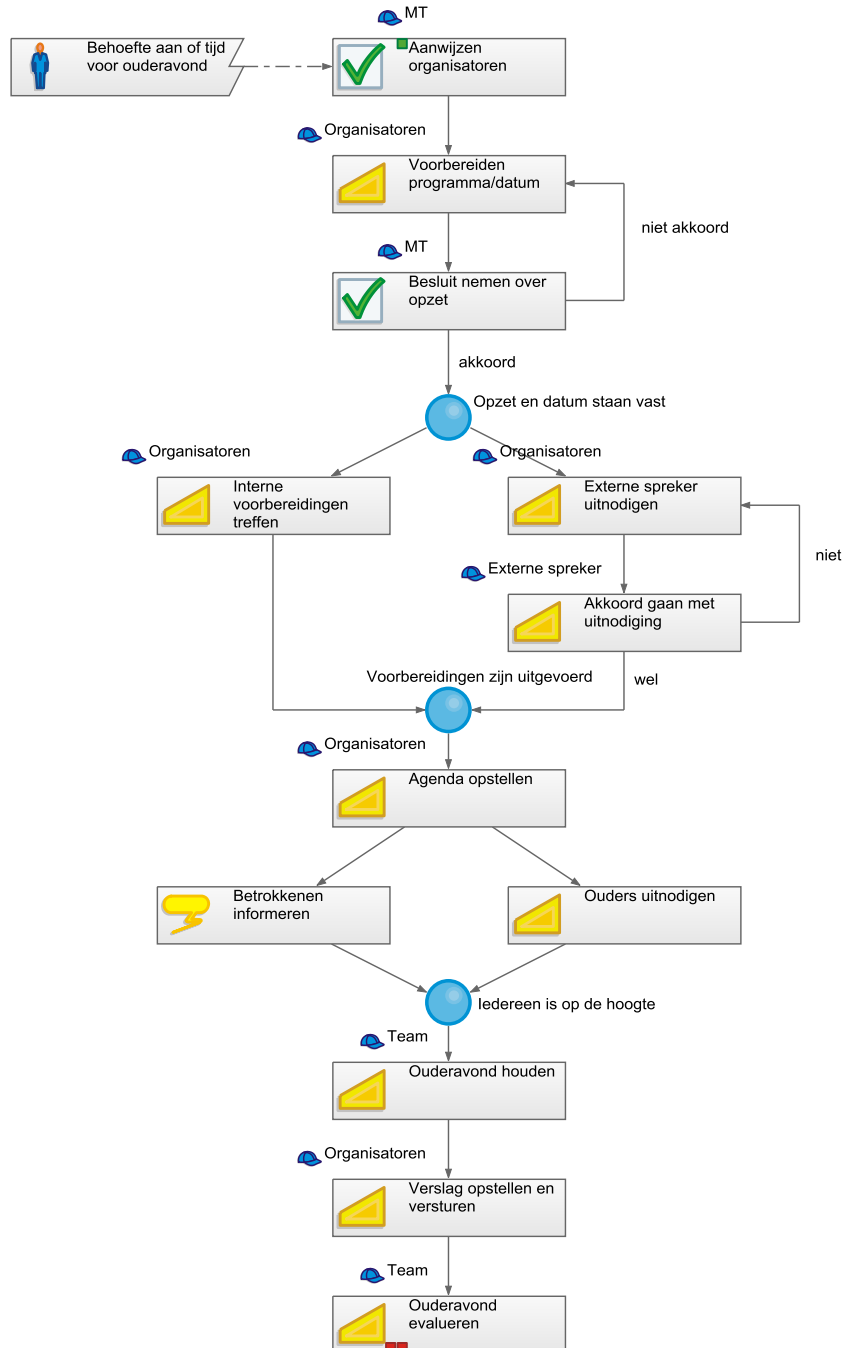 MT
Behoefte aan of tijd
voor ouderavond
Aanwijzen
organisatoren
Organisatoren
Voorbereiden
programma/datum
niet akkoord
MT
Besluit nemen over
opzet
akkoord
Opzet en datum staan vast
Organisatoren
Organisatoren
Interne
voorbereidingen
treffen
Externe spreker
uitnodigen
niet
Externe spreker
Akkoord gaan met
uitnodiging
Voorbereidingen zijn uitgevoerd
wel
Organisatoren
Agenda opstellen
Betrokkenen
informeren
Ouders uitnodigen
Iedereen is op de hoogte
Team
Ouderavond houden
Organisatoren
Verslag opstellen en
versturen
Team
Ouderavond
evalueren